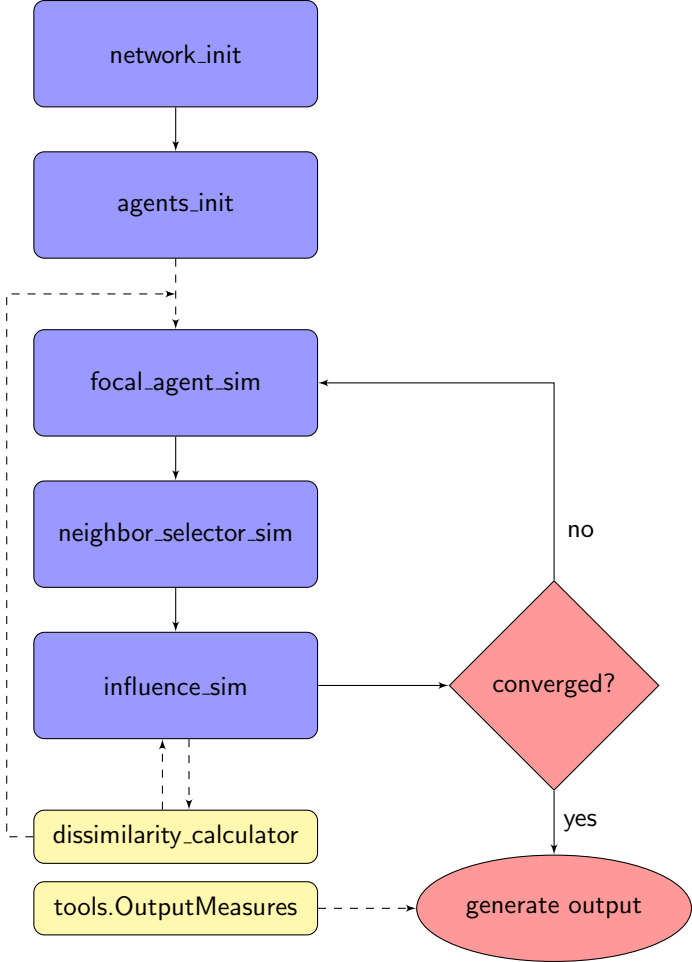 network_init
agents_init
focal_agent_sim
neighbor_selector_sim
no
influence_sim
converged?
yes
dissimilarity_calculator
tools.OutputMeasures
generate output